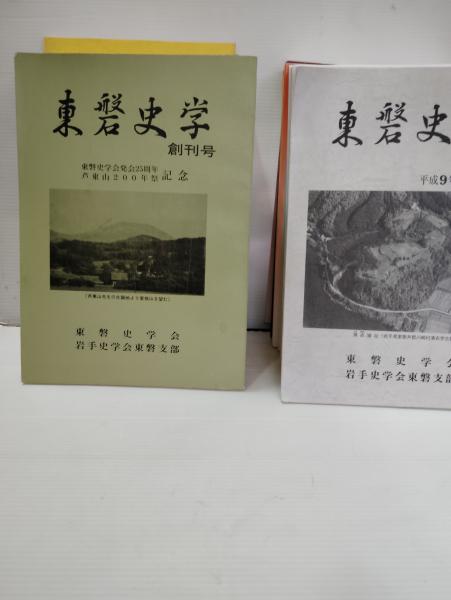 東磐史学
創刊号
東磐史学会発会25周年
芦東山200年祭 記念
東磐史学会
岩手史学会東磐支部
東磐史
平成9
東磐史学会
岩手史学会東磐支部